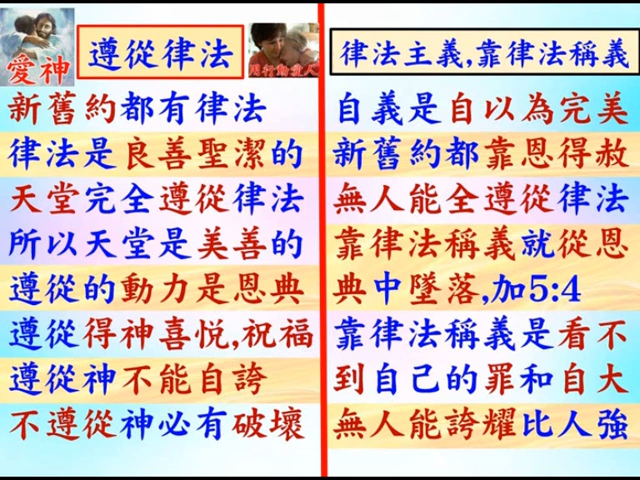 愛神
遵從律法
用行動愛人
新舊約都有律法
律法是良善聖潔的
天堂完全遵從律法
所以天堂是美善的
遵從的動力是恩典
遵從得神喜悅,祝福
遵從神不能自誇
不遵從神必有破壞
律法主義,靠律法稱義
自義是自以為完美
新舊約都靠恩得赦
無人能全遵從律法
靠律法稱義就從恩
典中墜落,加5:4
靠律法稱義是看不
到自己的罪和自大
無人能誇耀比人強